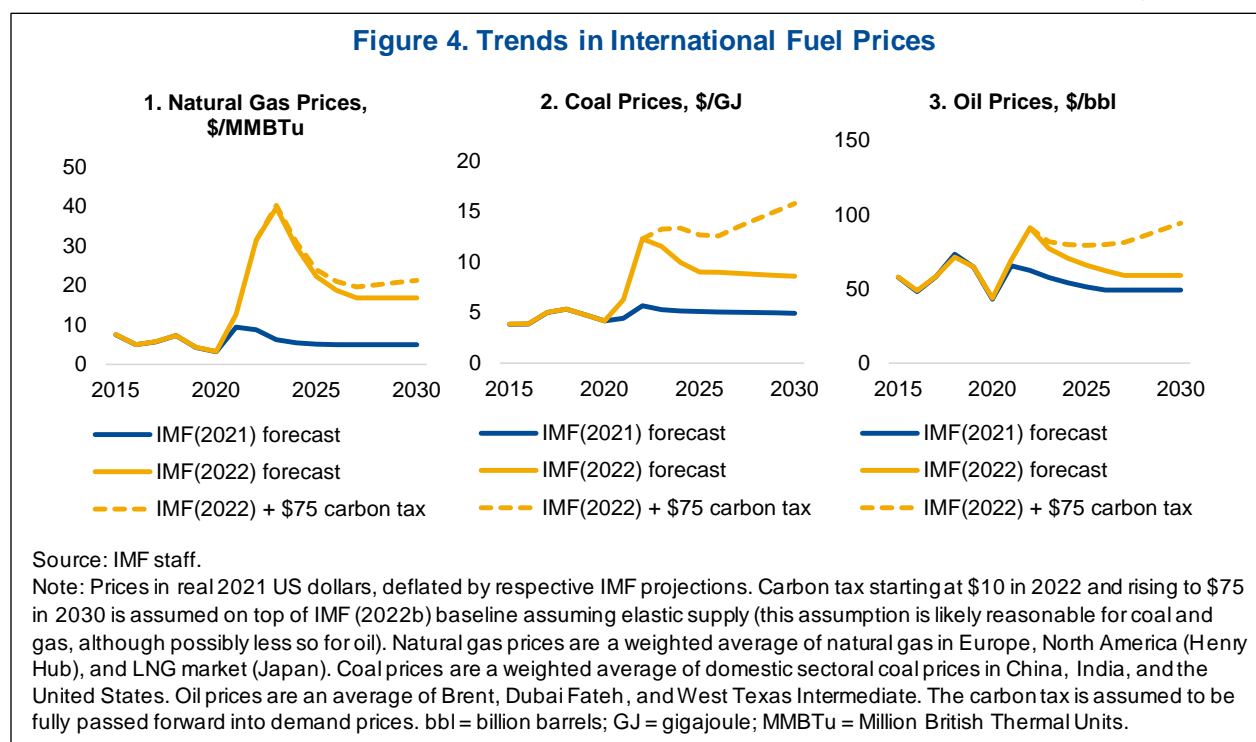 Figure 4. Trends in International Fuel Prices
1. Natural Gas Prices,
$/MMBTu
50
40
30
20
10
0
2015 2020 2025 2030
IMF(2021) forecast
IMF(2022) forecast
IMF(2022) + $75 carbon tax
2. Coal Prices, $/GJ
20
15
10
5
0
2015 2020 2025 2030
IMF(2021) forecast
IMF(2022) forecast
IMF(2022) + $75 carbon tax
3. Oil Prices, $/bbl
150
100
50
0
2015 2020 2025 2030
IMF(2021) forecast
IMF(2022) forecast
IMF(2022) + $75 carbon tax
Source: IMF staff.
Note: Prices in real 2021 US dollars, deflated by respective IMF projections. Carbon tax starting at $10 in 2022 and rising to $75
in 2030 is assumed on top of IMF (2022b) baseline assuming elastic supply (this assumption is likely reasonable for coal and
gas, although possibly less so for oil). Natural gas prices are a weighted average of natural gas in Europe, North America (Henry
Hub), and LNG market (Japan). Coal prices are a weighted average of domestic sectoral coal prices in China, India, and the
United States. Oil prices are an average of Brent, Dubai Fateh, and West Texas Intermediate. The carbon tax is assumed to be
fully passed forward into demand prices. bbl = billion barrels; GJ = gigajoule; MMBTu = Million British Thermal Units.